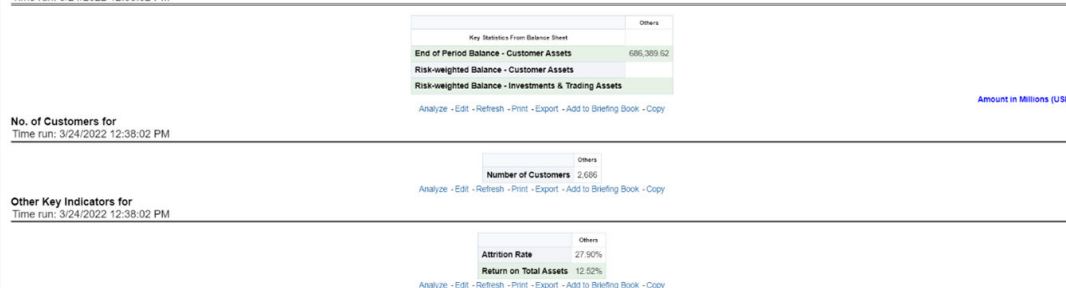 Others
Key Statistics From Balance Sheet
End of Period Balance - Customer Assets 686,389.62
Risk-weighted Balance - Customer Assets
Risk-weighted Balance - Investments & Trading Assets
Amount in Millions (US
Analyze - Edit - Refresh - Print - Export - Add to Briefing Book - Copy
No. of Customers for
Time run: 3/24/2022 12:38:02 PM
Others
Number of Customers 2,686
Analyze - Edit - Refresh - Print - Export - Add to Briefing Book - Copy
Other Key Indicators for
Time run: 3/24/2022 12:38:02 PM
Others
Attrition Rate 27.90%
Return on Total Assets 12.52%
Analyze - Edit - Refresh - Print - Export - Add to Briefing Book - Copy